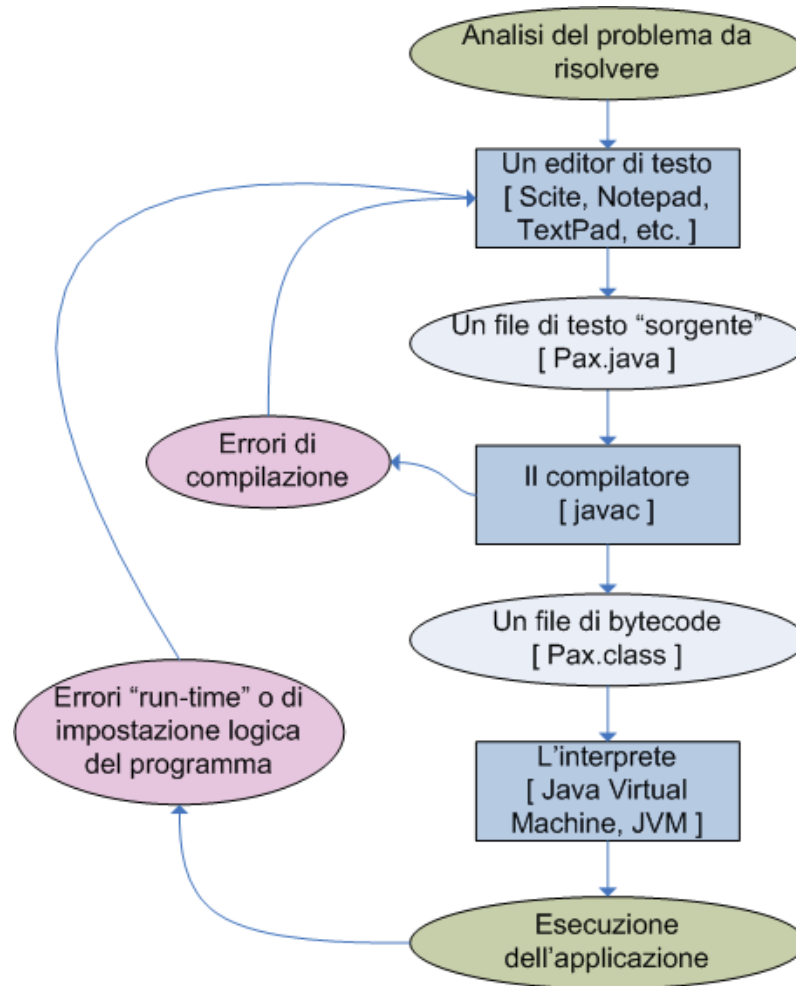 Analisi del problema da
risolvere
Un editor di testo
[ Scite, Notepad,
TextPad, etc. ]
Un file di testo “sorgente”
[ Pax.java ]
Errori di
compilazione
Il compilatore
[ javac ]
Un file di bytecode
[ Pax.class ]
Errori “run-time” o di
impostazione logica
del programma
L’interprete
[ Java Virtual
Machine, JVM ]
Esecuzione
dell’applicazione